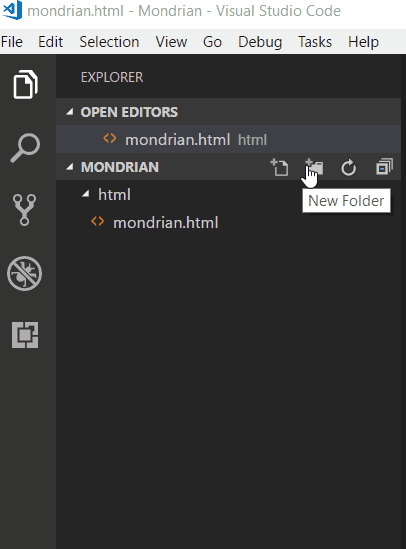 mondrian.html - Mondrian - Visual Studio Code
File Edit Selection View Go Debug Tasks Help
EXPLORER
OPEN EDITORS
mondrian.html html
MONDRIAN
New Folder
html
mondrian.html